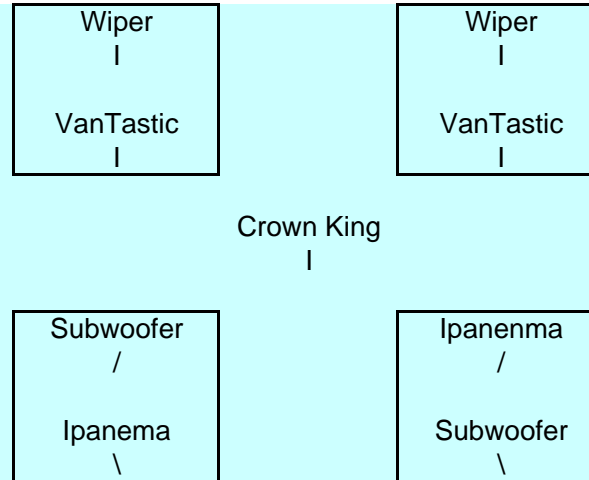 Wiper
I
VanTastic
I
Wiper
I
VanTastic
I
Crown King
I
Subwoofer
/
Ipanema
\
Ipanenma
/
Subwoofer
\